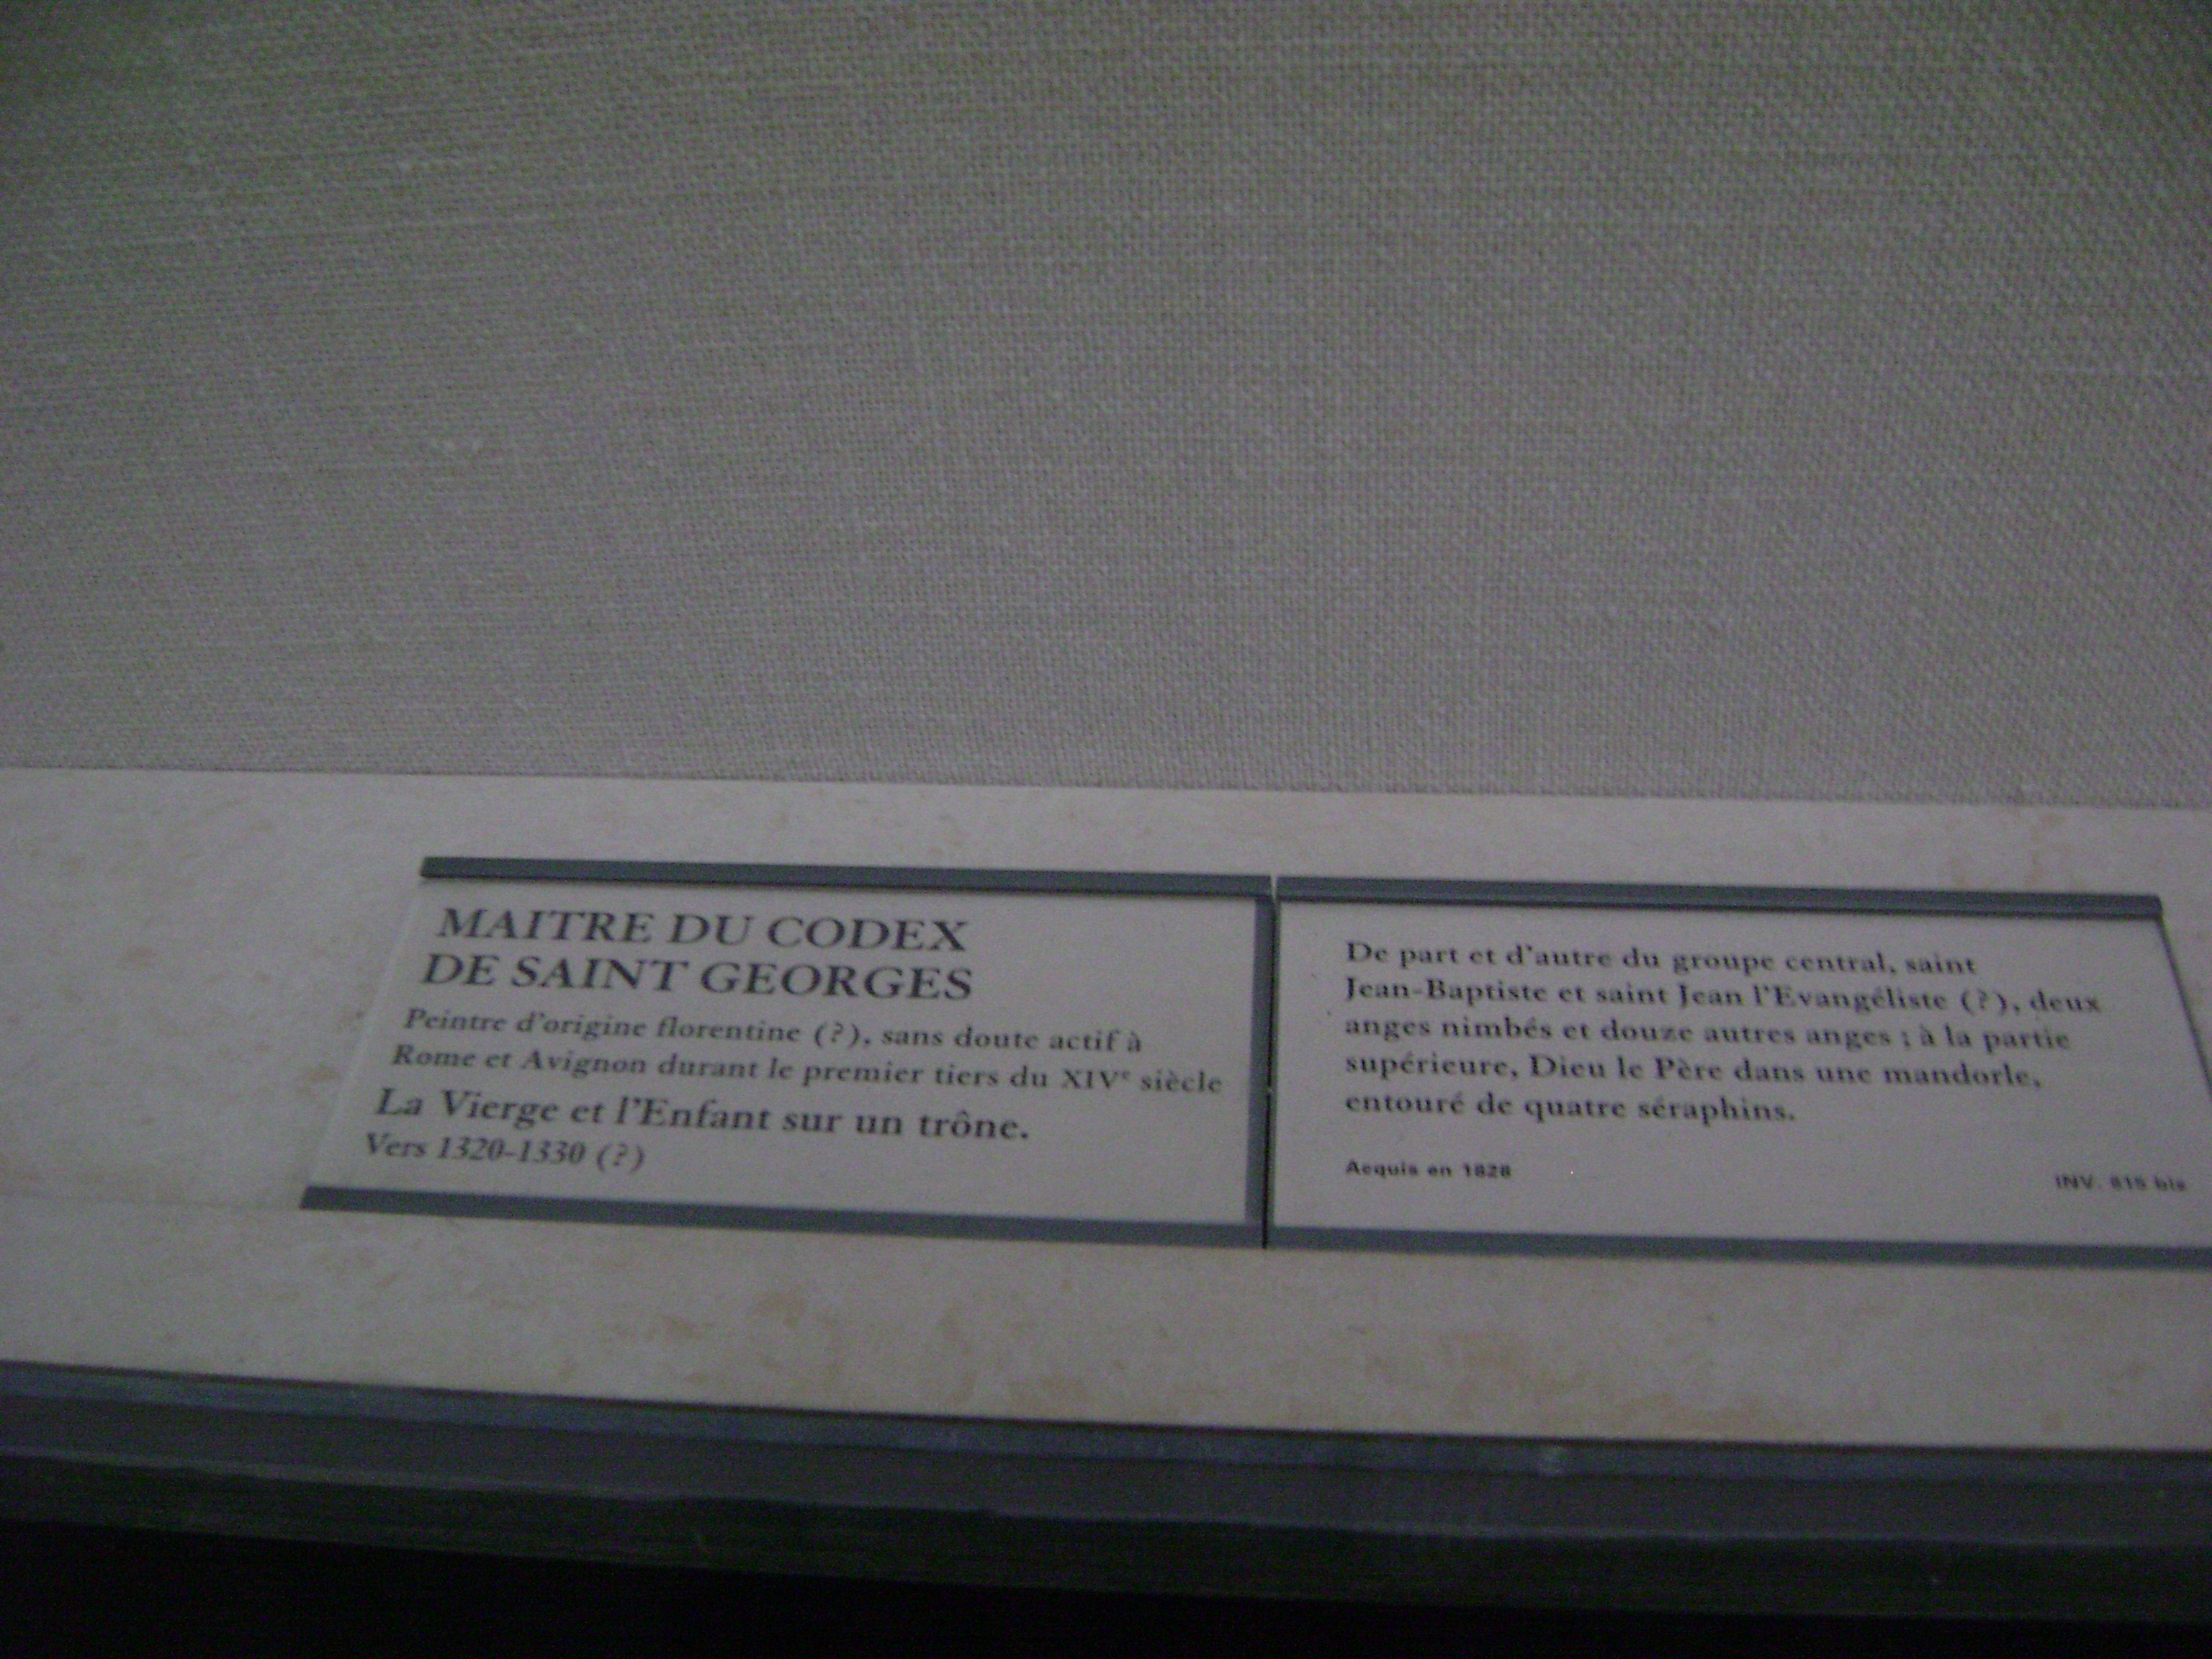 MAITRE DU CODEX
DE SAINT GEORGES
Peintre d'origine florentine (?), sans doute actif à
Rome et Avignon durant le premier tiers du XIVe siècle
La Vierge et l'Enfant sur un trône.
Vers 1320-1330 (?)
De part et d'autre du groupe central, saint
Jean-Baptiste et saint Jean l'Evangéliste (?), deux
anges nimbés et douze autres anges ; à la partie
supérieure, Dieu le Père dans une mandorle,
entouré de quatre séraphins.
Acquis en 1828
INV. 815 bis